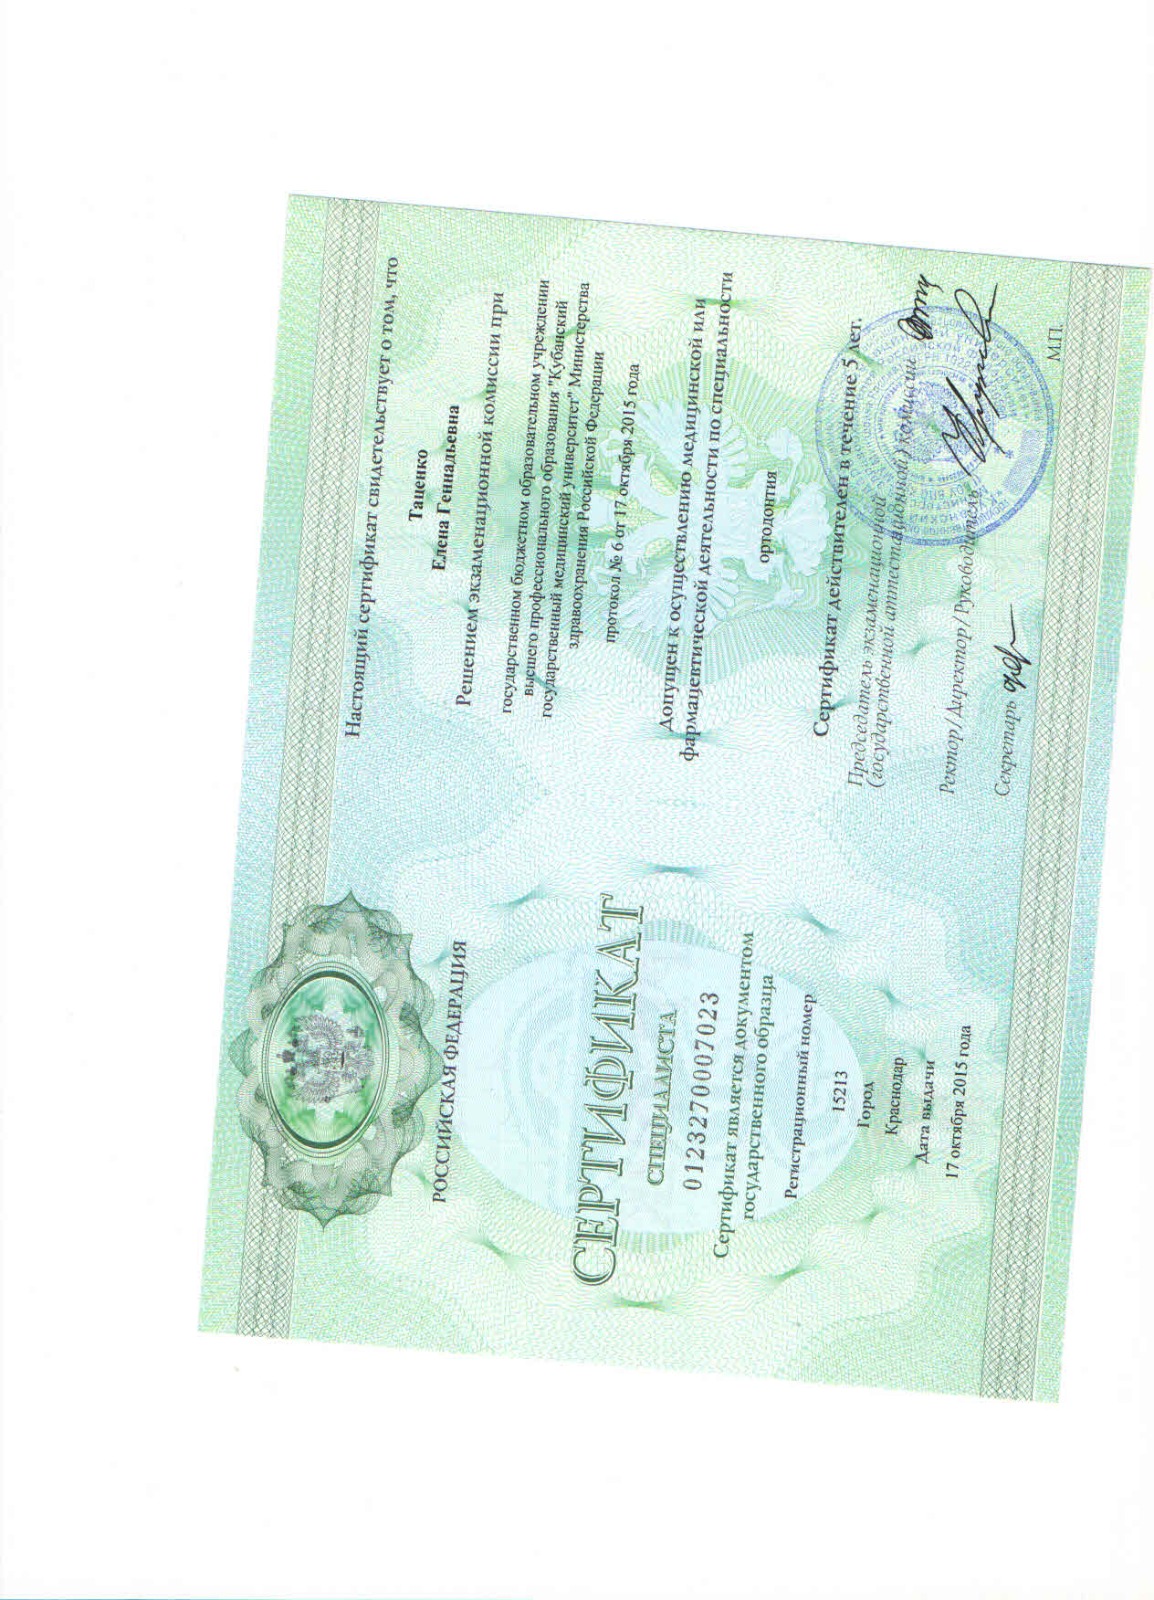 РОССИЙСКАЯ ФЕДЕРАЦИЯ
СЕРТИФИКАТ
СПЕЦИАЛИСТА
0123270007023
Сертификат является документом
государственного образца
Регистрационный номер
15213
Город
Краснодар
Дата выдачи
17 октября 2015 года
Настоящий сертификат свидетельствует о том, что
Таценко
Елена Геннадьевна
Решением экзаменационной комиссии при
государственном бюджетном образовательном учреждении
высшего профессионального образования "Кубанский
государственный медицинский университет" Министерства
здравоохранения Российской Федерации
протокол № 6 от 17 октября 2015 года
Допущен к осуществлению медицинской или
фармацевтической деятельности по специальности
ортодонтия
Сертификат действителен в течение 5 лет.
Председатель экзаменационной
(государственной аттестационной) комиссии
Ректор/Директор/Руководитель
Секретарь
М.П.